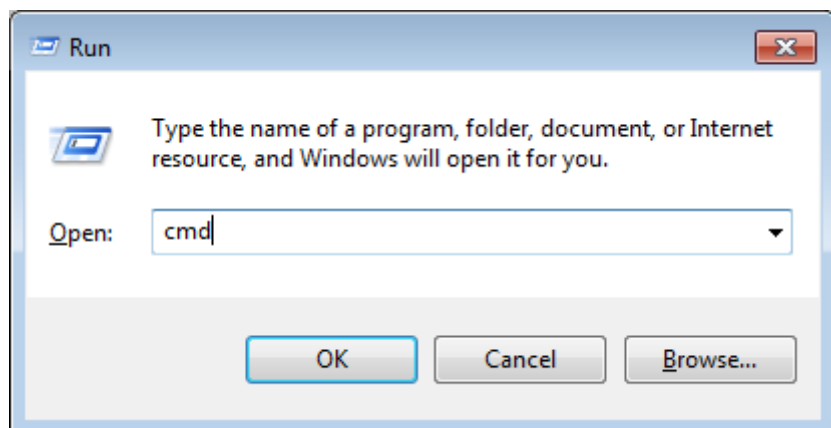 Run
Type the name of a program, folder, document, or Internet
resource, and Windows will open it for you.
Open: cmd
OK Cancel Browse...